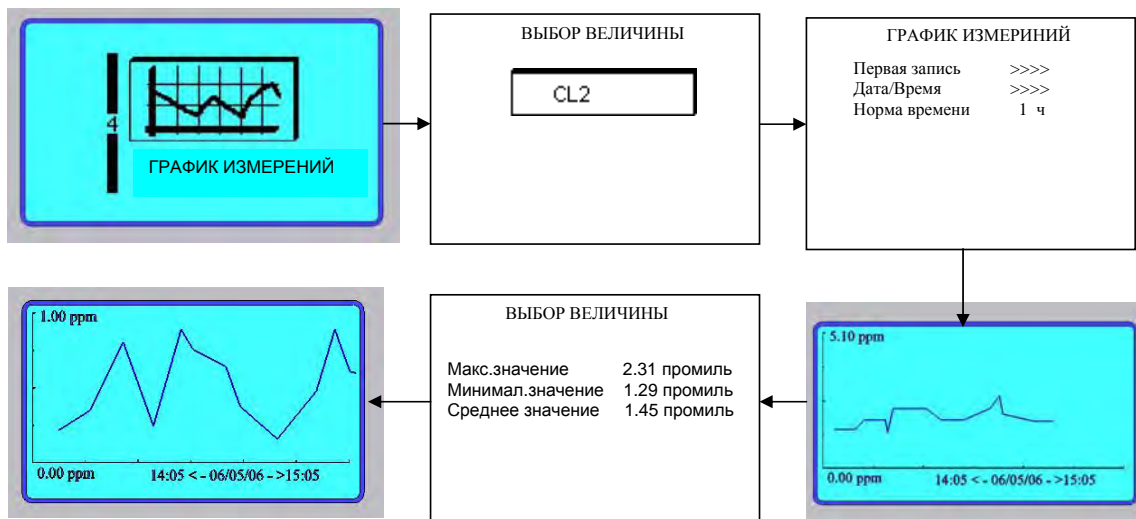 4
ГРАФИК ИЗМЕРЕНИЙ
ВЫБОР ВЕЛИЧИНЫ
CL2
ГРАФИК ИЗМЕРИНИЙ
Первая запись >>>>
Дата/Время >>>>
Норма времени 1 ч
5.10 ppm
0.00 ppm 14:05 < - 06/05/06 - >15:05
ВЫБОР ВЕЛИЧИНЫ
Макс.значение 2.31 промиль
Минимал.значение 1.29 промиль
Среднее значение 1.45 промиль
1.00 ppm
0.00 ppm 14:05 < - 06/05/06 - >15:05